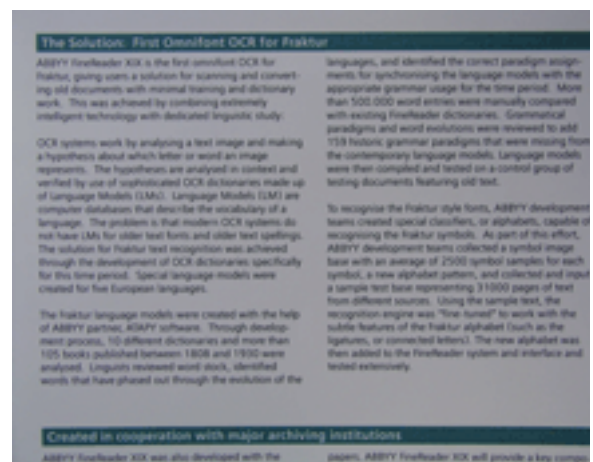 The Solution: First Omnifont OCR for Fraktur
ABBYY FineReader XIX is the first omnifont OCR for
Fraktur, giving users a solution for scanning and convert-
ing old documents with minimal training and dictionary
work. This was achieved by combining extremely
intelligent technology with dedicated linguistic study:
OCR systems work by analysing a text image and making
a hypothesis about which letter or word an image
represents. The hypotheses are analysed in context and
verified by use of sophisticated OCR dictionaries made up
of Language Models (LMs). Language Models (LM) are
computer databases that describe the vocabulary of a
language. The problem is that modern OCR systems do
not have LMs for older text fonts and older text spellings.
The solution for Fraktur text recognition was achieved
through the development of OCR dictionaries specifically
for this time period. Special language models were
created for five European languages.
The Fraktur language models were created with the help
of ABBYY partner, ATAPY software. Through develop-
ment process, 10 different dictionaries and more than
105 books published between 1808 and 1930 were
analysed. Linguists reviewed word stock, identified
words that have phased out through the evolution of the
languages, and identified the correct paradigm assign-
ments for synchronising the language models with the
appropriate grammar usage for the time period. More
than 500.000 word entries were manually compared
with existing FineReader dictionaries. Grammatical
paradigms and word evolutions were reviewed to add
159 historic grammar paradigms that were missing from
the contemporary language models. Language models
were then compiled and tested on a control group of
testing documents featuring old text.
To recognise the Fraktur style fonts, ABBYY development
teams created special classifiers, or alphabets, capable of
recognising the Fraktur symbols. As part of this effort,
ABBYY development teams collected a symbol image
base with an average of 2500 symbol samples for each
symbol, a new alphabet pattern, and collected and input
a sample test base representing 31000 pages of text
from different sources. Using the sample text, the
recognition engine was "fine-tuned" to work with the
subtle features of the Fraktur alphabet (such as the
ligatures, or connected letters). The new alphabet was
then added to the FineReader system and interface and
tested extensively.
Created in cooperation with major archiving institutions
ABBYY FineReader XIX was also developed with the
papers. ABBYY FineReader XIX will provide a key compo-